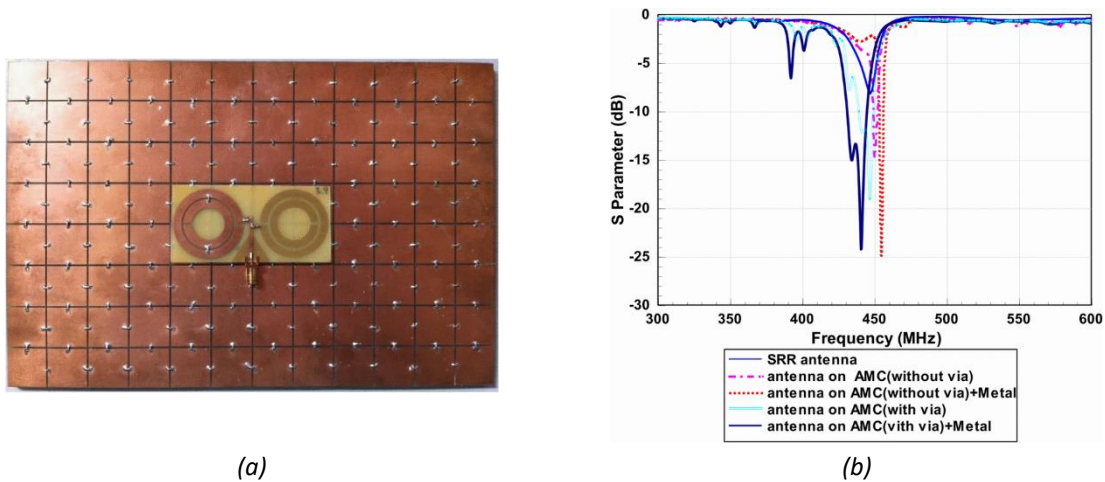 0
-5
-10
-15
-20
-25
-30
S Parameter (dB)
300 350 400 450 500 550 600
Frequency (MHz)
SRR antenna
antenna on AMC(without via)
antenna on AMC(without via)+Metal
antenna on AMC(with via)
antenna on AMC(vith via)+Metal
(a) (b)